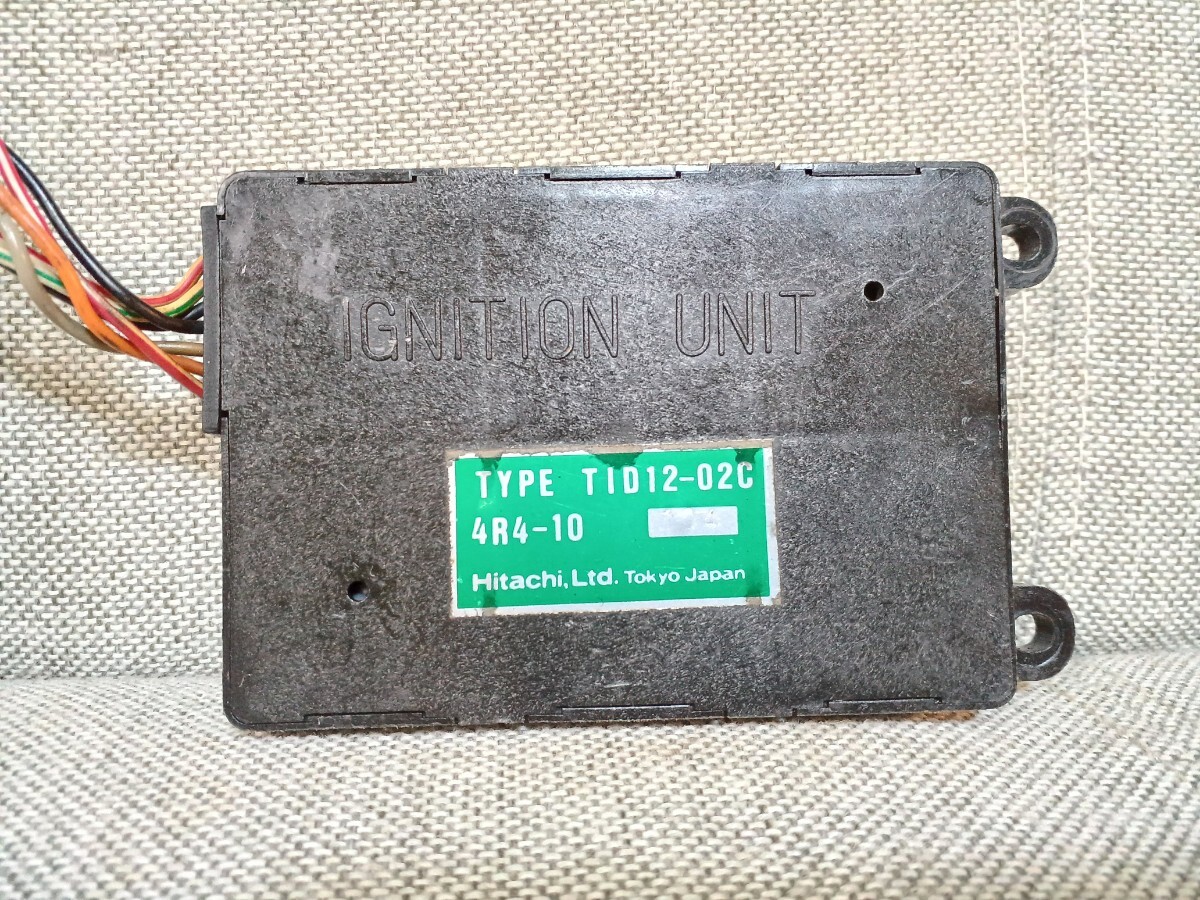 IGNITION UNIT
TYPE TID12-02C
4R4-10
Hitachi, Ltd. Tokyo Japan